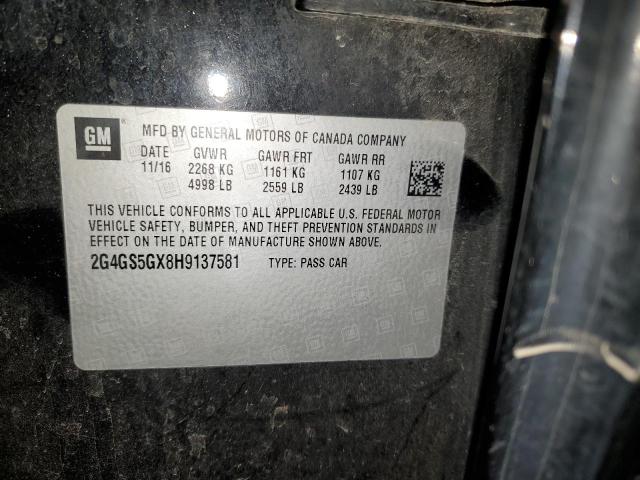 GM
MFD BY GENERAL MOTORS OF CANADA COMPANY
DATE GVWR GAWR FRT GAWR RR
11/16 2268 KG 1161 KG 1107 KG
4998 LB 2559 LB 2439 LB
THIS VEHICLE CONFORMS TO ALL APPLICABLE U.S. FEDERAL MOTOR
VEHICLE SAFETY, BUMPER, AND THEFT PREVENTION STANDARDS IN
EFFECT ON THE DATE OF MANUFACTURE SHOWN ABOVE.
2G4GS5GX8H9137581 TYPE: PASS CAR